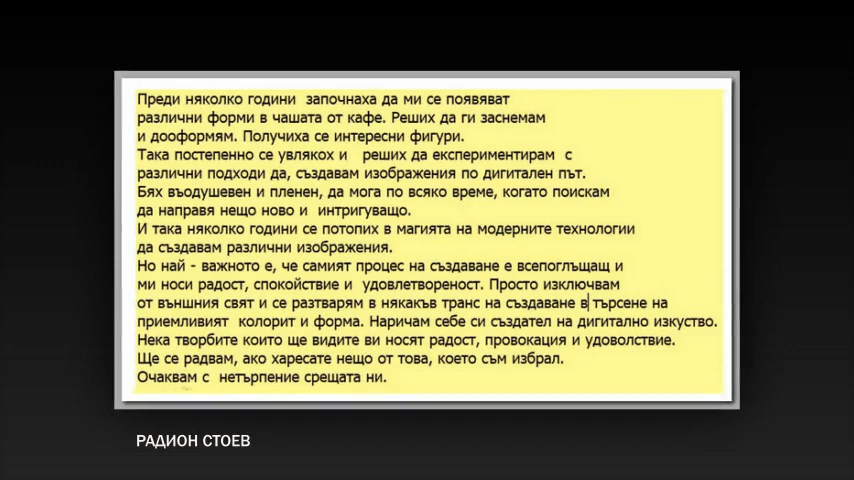 Преди няколко години започнаха да ми се появяват
различни форми в чашата от кафе. Реших да ги заснемам
и дооформям. Получиха се интересни фигури.
Така постепенно се увлякох и реших да експериментирам с
различни подходи да, създавам изображения по дигитален път.
Бях въодушевен и пленен, да мога по всяко време, когато поискам
да направя нещо ново и интригуващо.
И така няколко години се потопих в магията на модерните технологии
да създавам различни изображения.
Но най - важното е, че самият процес на създаване е всепоглъщащ и
ми носи радост, спокойствие и удовлетвореност. Просто изключвам
от външния свят и се разтварям в някакъв транс на създаване в търсене на
приемливият колорит и форма. Наричам себе си създател на дигитално изкуство.
Нека творбите които ще видите ви носят радост, провокация и удоволствие.
Ще се радвам, ако харесате нещо от това, което съм избрал.
Очаквам с нетърпение срещата ни.
РАДИОН СТОЕВ